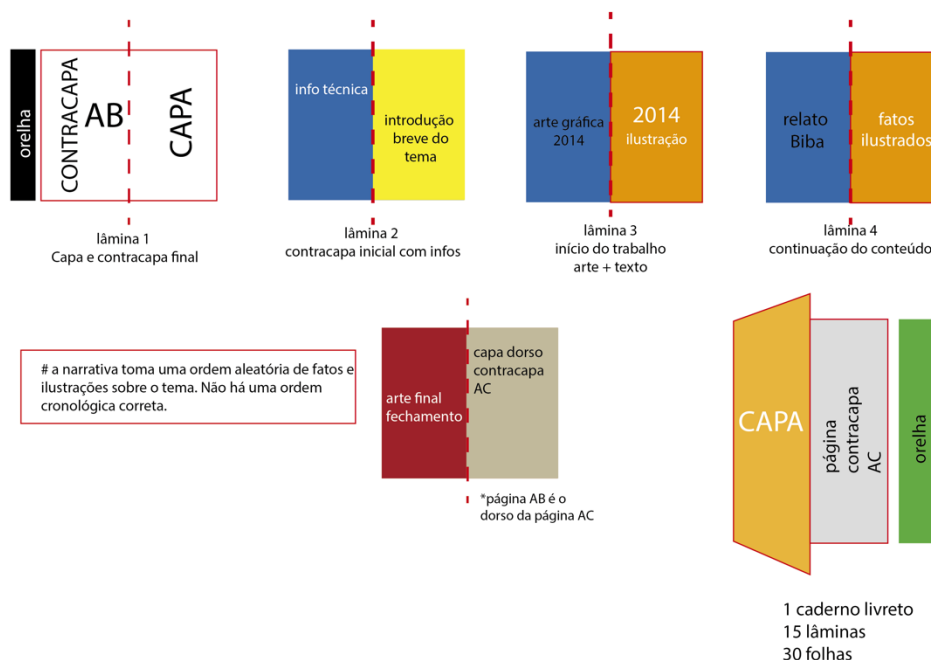 orelha
CONTRACAPA
AB
CAPA
lâmina 1
Capa e contracapa final
info técnica
introdução
breve do
tema
lâmina 2
contracapa inicial com infos
arte gráfica
2014
2014
ilustração
lâmina 3
início do trabalho
arte + texto
relato
Biba
fatos
ilustrados
lâmina 4
continuação do conteúdo
# a narrativa toma uma ordem aleatória de fatos e
ilustrações sobre o tema. Não há uma ordem
cronológica correta.
arte final
fechamento
capa dorso
contracapa
AC
*página AB é o
dorso da página AC
CAPA
página
contracapa
AC
orelha
1 caderno livreto
15 lâminas
30 folhas